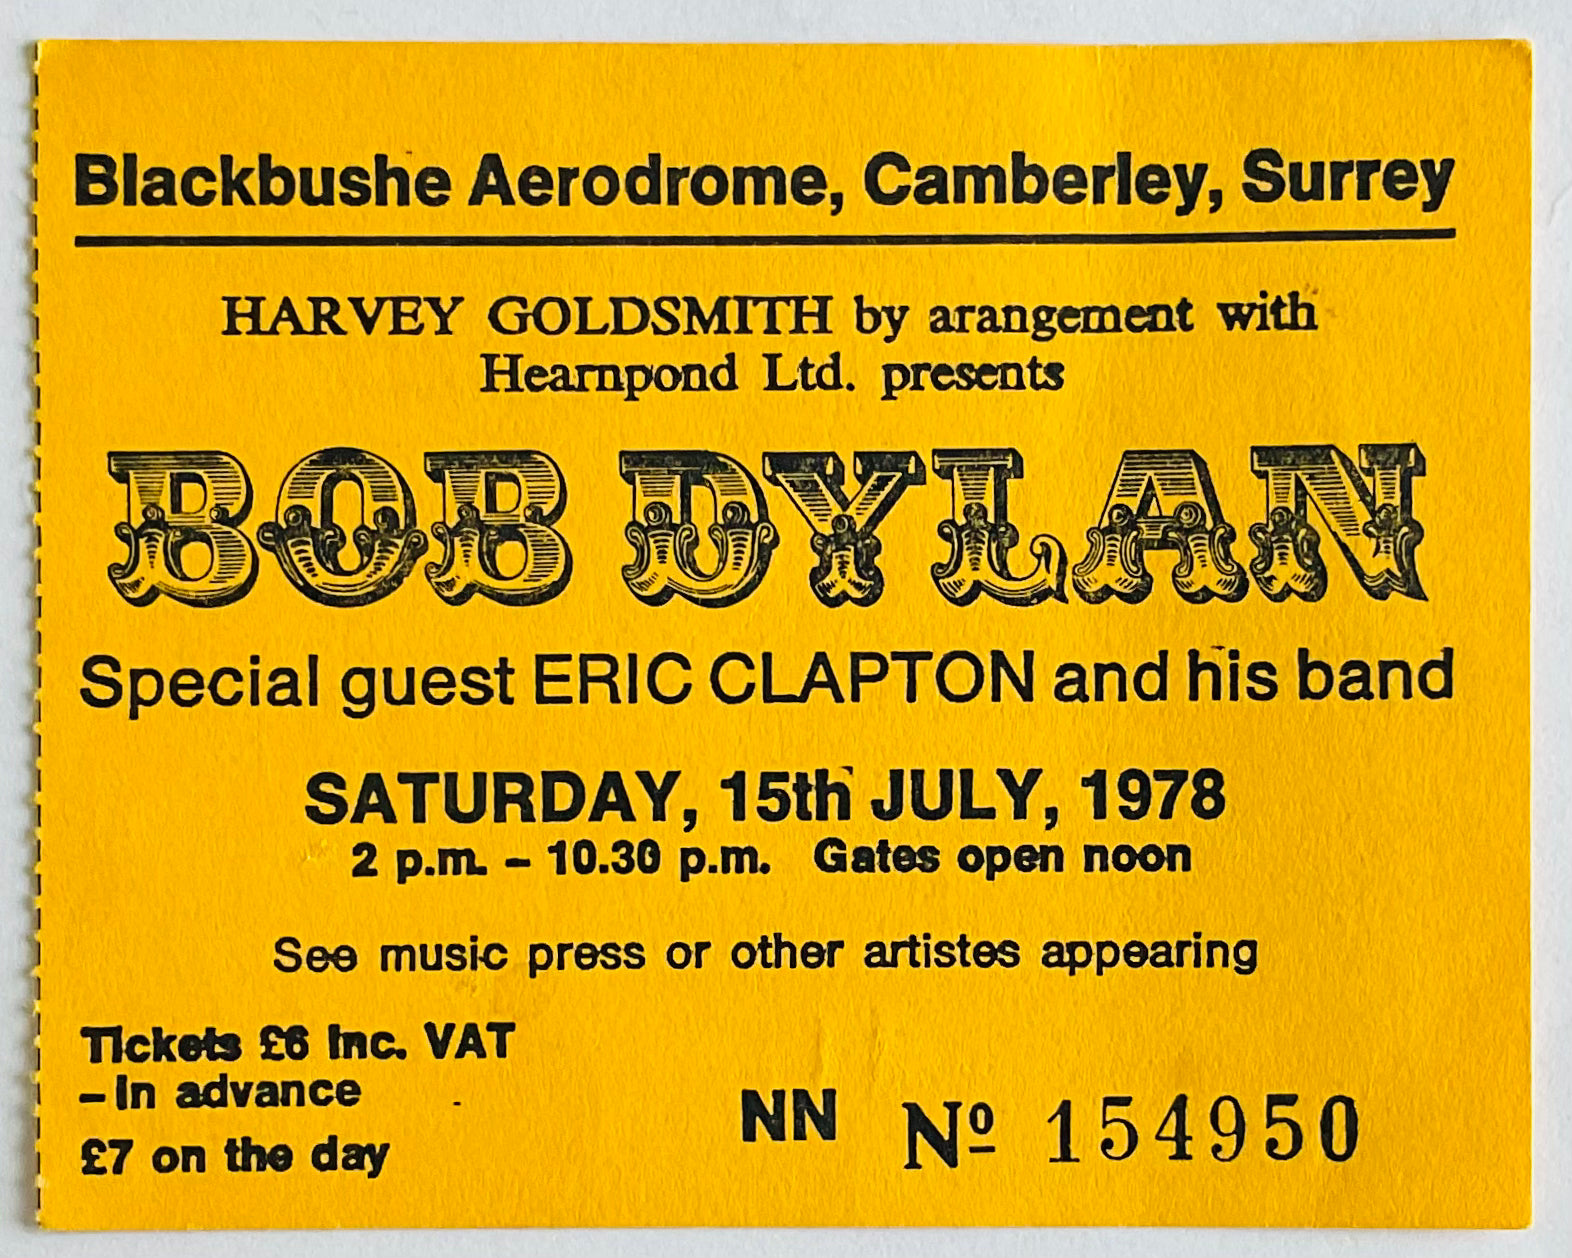 Blackbushe Aerodrome, Camberley, Surrey
HARVEY GOLDSMITH by arangement with
Hearnpond Ltd. presents
BOB DYLAN
Special guest ERIC CLAPTON and his band
SATURDAY, 15th JULY, 1978
2 p.m. – 10.30 p.m. Gates open noon
See music press or other artistes appearing
Tickets £6 Inc. VAT
– In advance
£7 on the day
NN Nº 154950